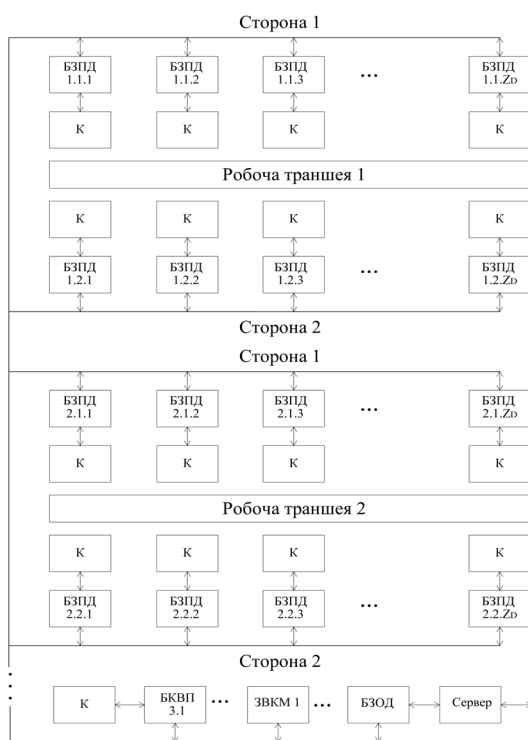 Сторона 1
БЗПД 1.1.1 БЗПД 1.1.2 БЗПД 1.1.3 ... БЗПД 1.1.ZD
К К К К
Робоча траншея 1
К К К К
БЗПД 1.2.1 БЗПД 1.2.2 БЗПД 1.2.3 ... БЗПД 1.2.ZD
Сторона 2
Сторона 1
БЗПД 2.1.1 БЗПД 2.1.2 БЗПД 2.1.3 ... БЗПД 2.1.ZD
К К К К
Робоча траншея 2
К К К К
БЗПД 2.2.1 БЗПД 2.2.2 БЗПД 2.2.3 ... БЗПД 2.2.ZD
Сторона 2
К БКВП 3.1 ... ЗВКМ 1 ... БЗОД Сервер